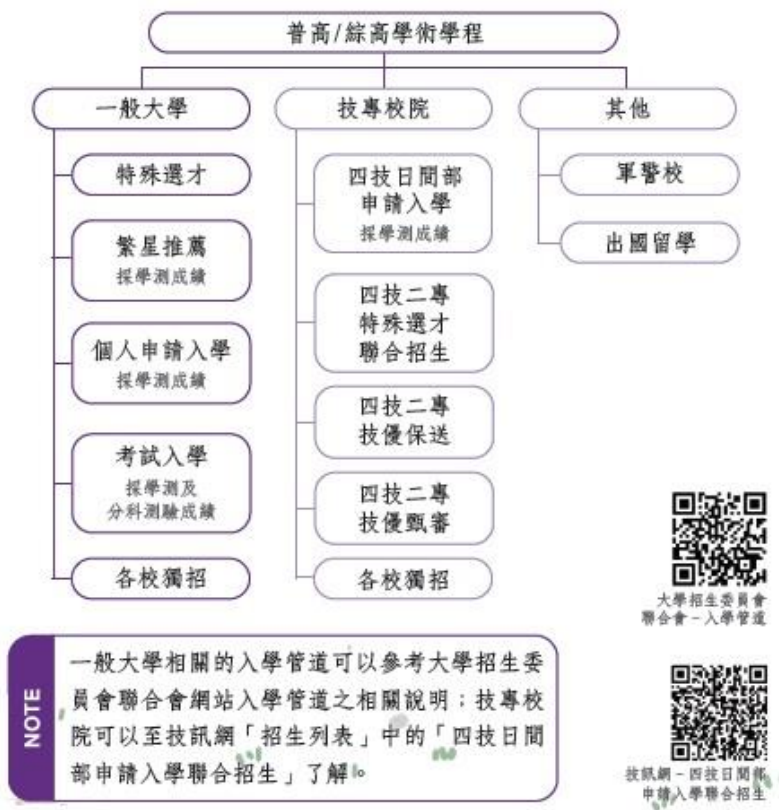 普高/綜高學術學程
一般大學
特殊選才
繁星推薦
採學測成績
個人申請入學
採學測成績
考試入學
採學測及
分科測驗成績
各校獨招
技專校院
四技日間部
申請入學
採學測成績
四技二專
特殊選才
聯合招生
四技二專
技優保送
四技二專
技優甄審
各校獨招
其他
軍警校
出國留學
大學招生委員會
聯合會－入學管道
NOTE
一般大學相關的入學管道可以參考大學招生委
員會聯合會網站入學管道之相關說明；技專校
院可以至技訊網「招生列表」中的「四技日間
部申請入學聯合招生」了解。
技訊網－四技日間部
申請入學聯合招生